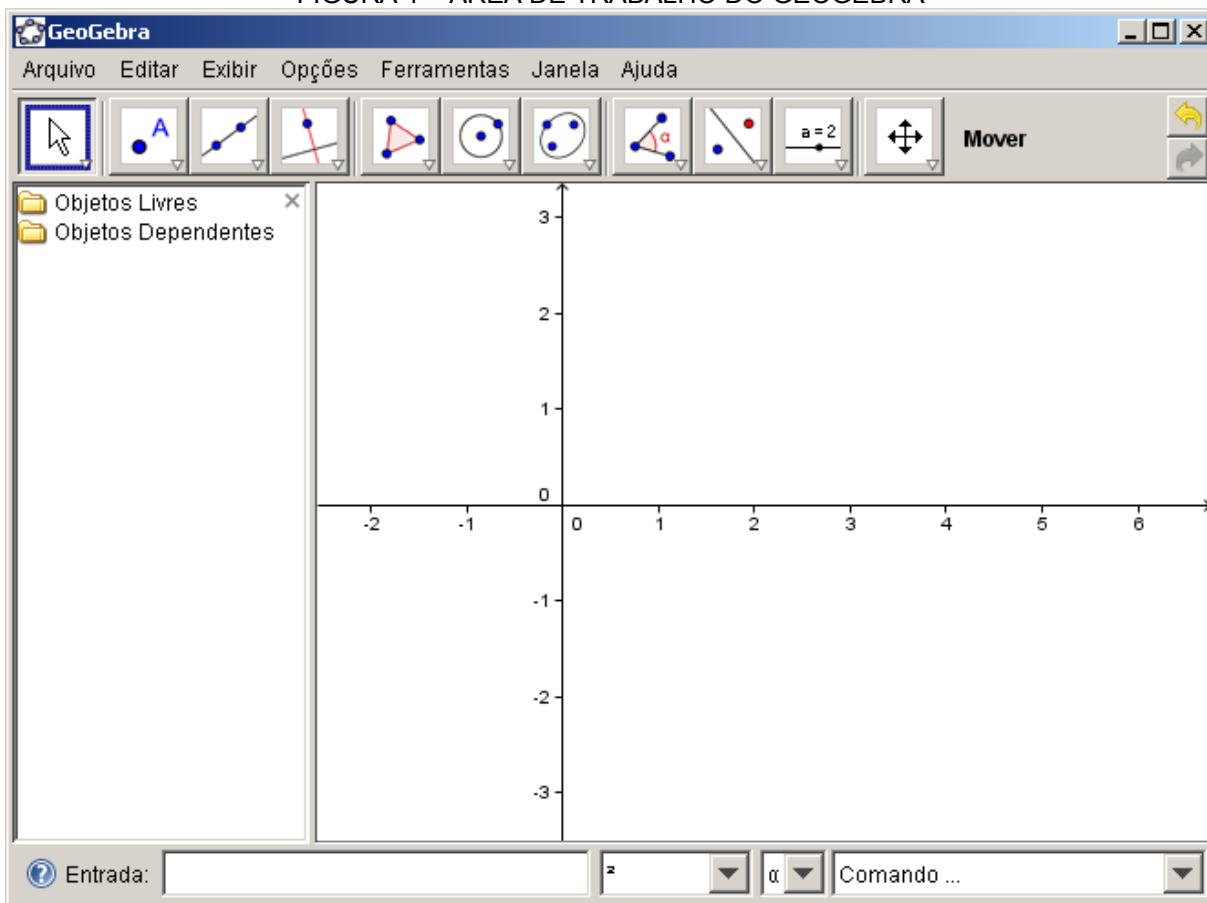 GeoGebra
Arquivo Editar Exibir Opções Ferramentas Janela Ajuda
A α a = 2 Mover
Objetos Livres
Objetos Dependentes
3
2
1
0
-2 -1 0 1 2 3 4 5 6
-1
-2
-3
Entrada: ² α Comando ...